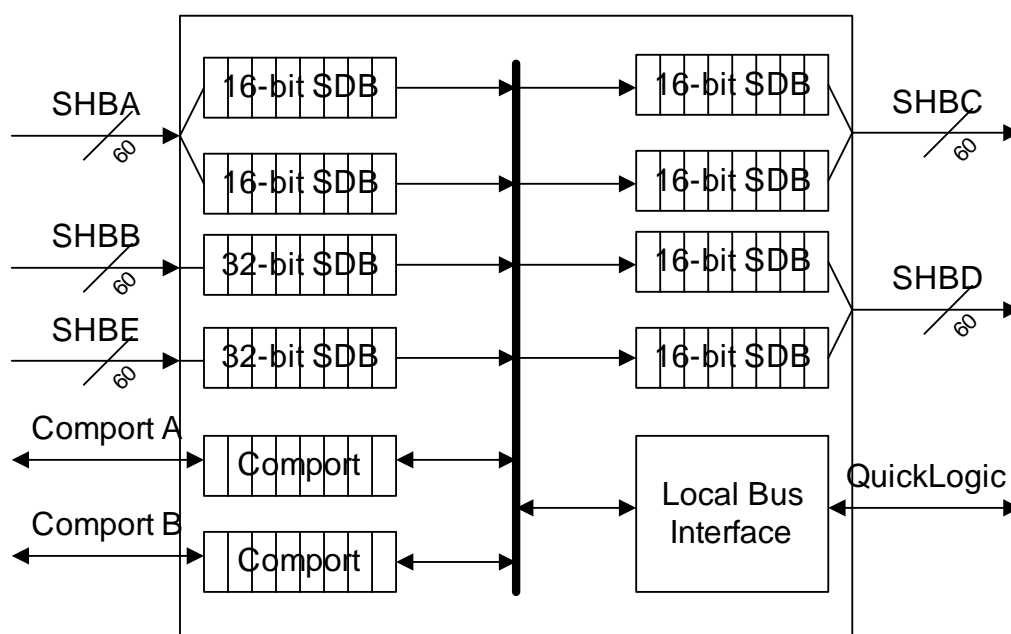 SHBA
60
16-bit SDB
16-bit SDB
SHBB
60
32-bit SDB
SHBE
60
32-bit SDB
Comport A
Comport
Comport B
Comport
16-bit SDB
16-bit SDB
SHBC
60
16-bit SDB
16-bit SDB
SHBD
60
Local Bus
Interface
QuickLogic